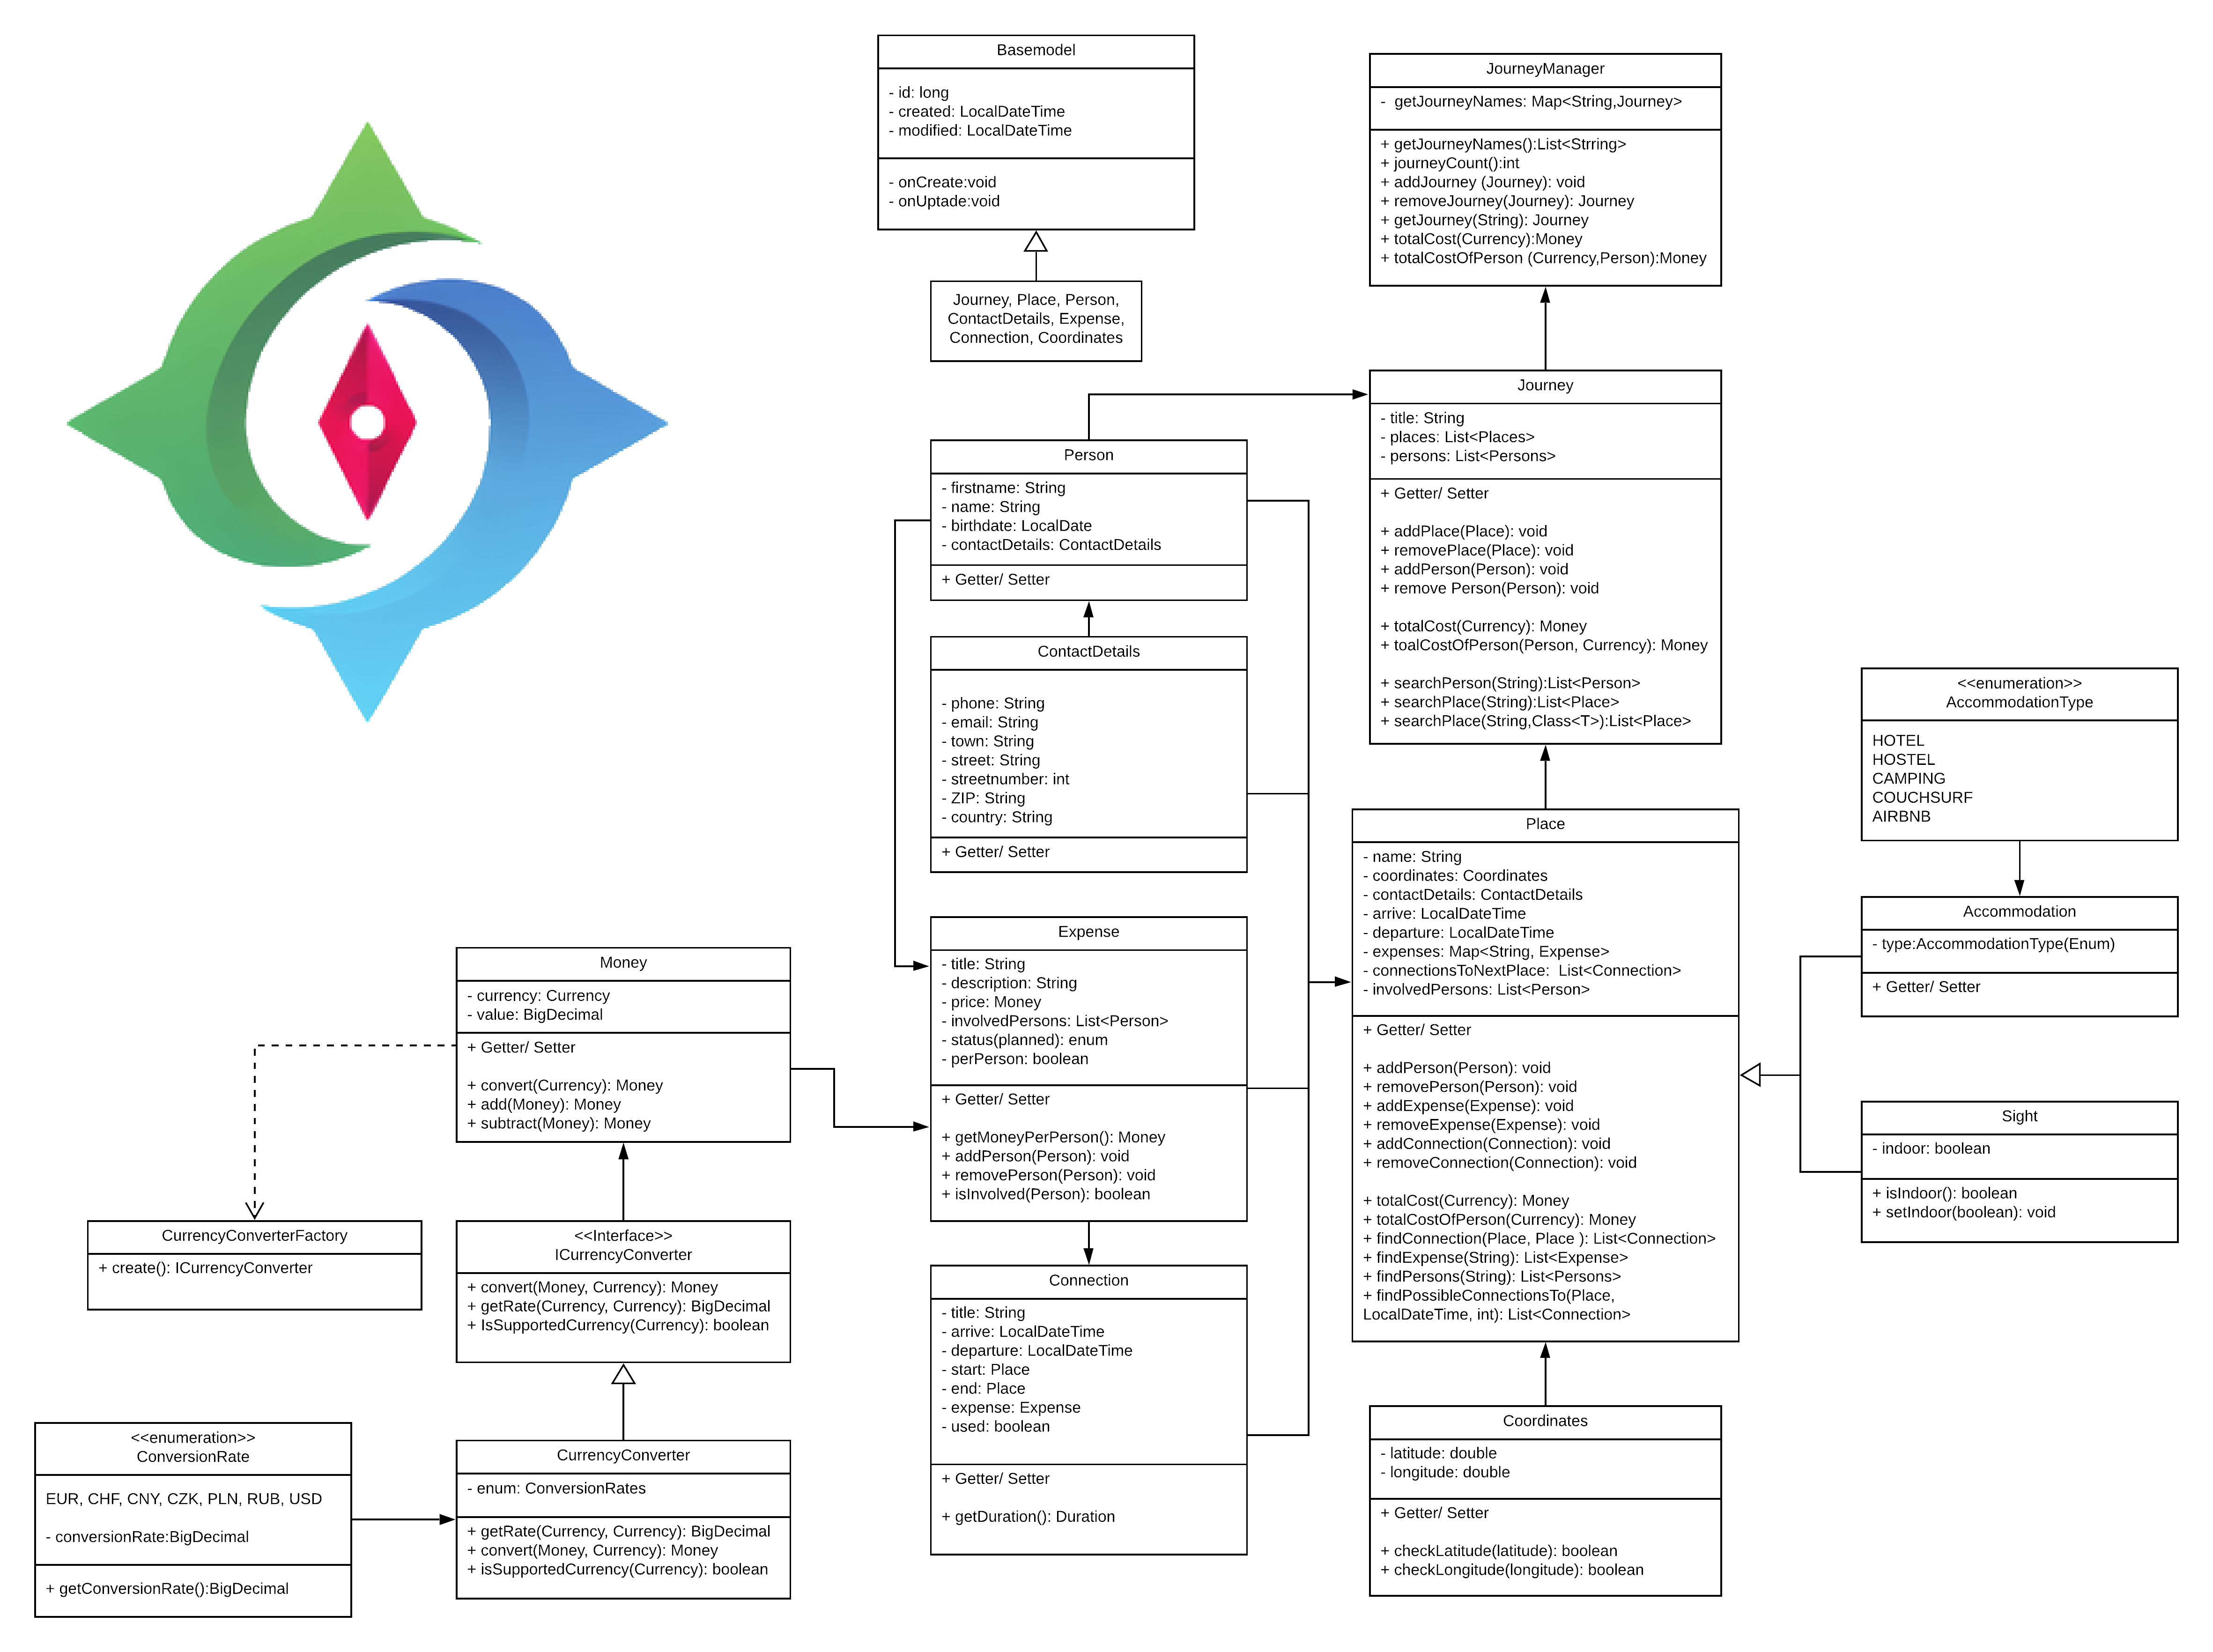 Basemodel
- id: long
- created: LocalDateTime
- modified: LocalDateTime
- onCreate:void
- onUptade:void
Journey, Place, Person,
ContactDetails, Expense,
Connection, Coordinates
JourneyManager
- getJourneyNames: Map<String,Journey>
+ getJourneyNames():List<Strring>
+ journeyCount():int
+ addJourney (Journey): void
+ removeJourney(Journey): Journey
+ getJourney(String): Journey
+ totalCost(Currency):Money
+ totalCostOfPerson (Currency,Person):Money
Journey
- title: String
- places: List<Places>
- persons: List<Persons>
+ Getter/ Setter
+ addPlace(Place): void
+ removePlace(Place): void
+ addPerson(Person): void
+ remove Person(Person): void
+ totalCost(Currency): Money
+ toalCostOfPerson(Person, Currency): Money
+ searchPerson(String):List<Person>
+ searchPlace(String):List<Place>
+ searchPlace(String,Class<T>):List<Place>
Person
- firstname: String
- name: String
- birthdate: LocalDate
- contactDetails: ContactDetails
+ Getter/ Setter
ContactDetails
- phone: String
- email: String
- town: String
- street: String
- streetnumber: int
- ZIP: String
- country: String
+ Getter/ Setter
<<enumeration>>
AccommodationType
HOTEL
HOSTEL
CAMPING
COUCHSURF
AIRBNB
Place
- name: String
- coordinates: Coordinates
- contactDetails: ContactDetails
- arrive: LocalDateTime
- departure: LocalDateTime
- expenses: Map<String, Expense>
- connectionsToNextPlace: List<Connection>
- involvedPersons: List<Person>
+ Getter/ Setter
+ addPerson(Person): void
+ removePerson(Person): void
+ addExpense(Expense): void
+ removeExpense(Expense): void
+ addConnection(Connection): void
+ removeConnection(Connection): void
+ totalCost(Currency): Money
+ totalCostOfPerson(Currency): Money
+ findConnection(Place, Place ): List<Connection>
+ findExpense(String): List<Expense>
+ findPersons(String): List<Persons>
+ findPossibleConnectionsTo(Place,
LocalDateTime, int): List<Connection>
Accommodation
- type:AccommodationType(Enum)
+ Getter/ Setter
Sight
- indoor: boolean
+ isIndoor(): boolean
+ setIndoor(boolean): void
Expense
- title: String
- description: String
- price: Money
- involvedPersons: List<Person>
- status(planned): enum
- perPerson: boolean
+ Getter/ Setter
+ getMoneyPerPerson(): Money
+ addPerson(Person): void
+ removePerson(Person): void
+ isInvolved(Person): boolean
Money
- currency: Currency
- value: BigDecimal
+ Getter/ Setter
+ convert(Currency): Money
+ add(Money): Money
+ subtract(Money): Money
CurrencyConverterFactory
+ create(): ICurrencyConverter
<<Interface>>
ICurrencyConverter
+ convert(Money, Currency): Money
+ getRate(Currency, Currency): BigDecimal
+ IsSupportedCurrency(Currency): boolean
Connection
- title: String
- arrive: LocalDateTime
- departure: LocalDateTime
- start: Place
- end: Place
- expense: Expense
- used: boolean
+ Getter/ Setter
+ getDuration(): Duration
Coordinates
- latitude: double
- longitude: double
+ Getter/ Setter
+ checkLatitude(latitude): boolean
+ checkLongitude(longitude): boolean
<<enumeration>>
ConversionRate
EUR, CHF, CNY, CZK, PLN, RUB, USD
- conversionRate:BigDecimal
+ getConversionRate():BigDecimal
CurrencyConverter
- enum: ConversionRates
+ getRate(Currency, Currency): BigDecimal
+ convert(Money, Currency): Money
+ isSupportedCurrency(Currency): boolean